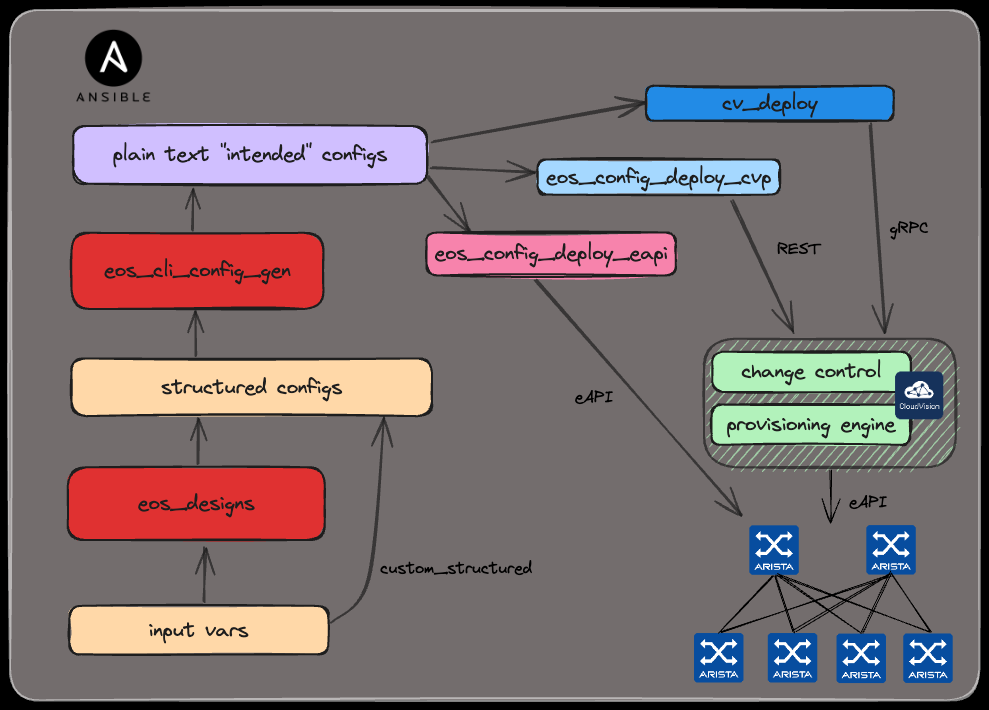 ANSIBLE
cv_deploy
plain text "intended" configs
eos_config_deploy_cvp
gRPC
REST
eos_config_deploy_eapi
eos_cli_config_gen
change control
structured configs
CloudVision
eAPI
provisioning engine
eos_designs
eAPI
ARISTA
ARISTA
custom_structured
input vars
ARISTA
ARISTA
ARISTA
ARISTA